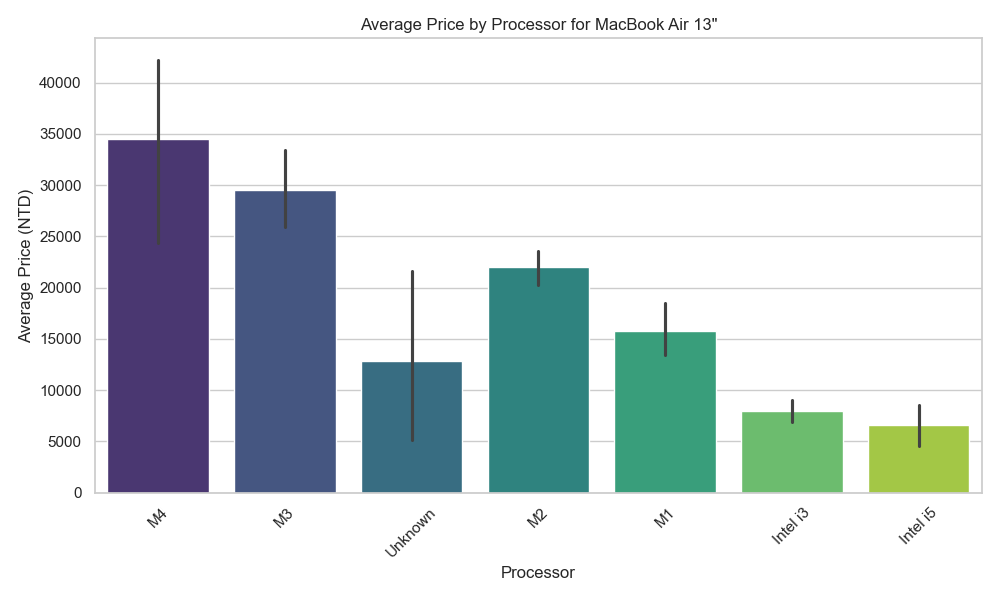 Average Price by Processor for MacBook Air 13"
Average Price (NTD)
40000
35000
30000
25000
20000
15000
10000
5000
0
M4
M3
Unknown
M2
M1
Intel i3
Intel i5
Processor